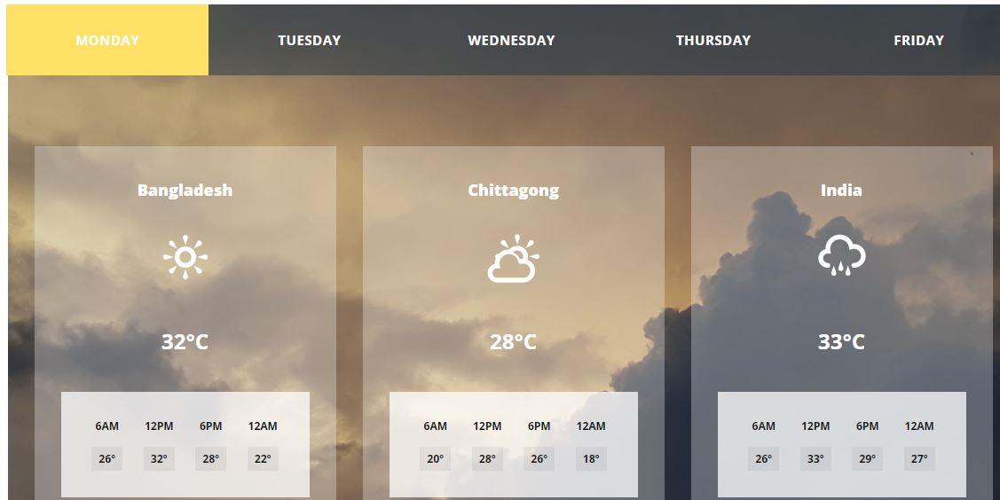 MONDAY TUESDAY WEDNESDAY THURSDAY FRIDAY
Bangladesh
32°C
6AM 12PM 6PM 12AM
26° 32° 28° 22°
Chittagong
28°C
6AM 12PM 6PM 12AM
20° 28° 26° 18°
India
33°C
6AM 12PM 6PM 12AM
26° 33° 29° 27°